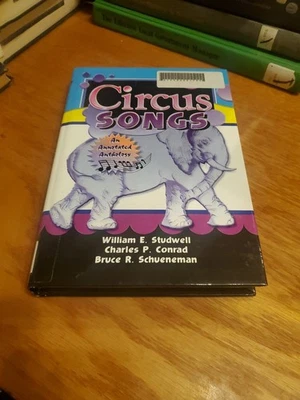 Circus
SONGS
An
Annotated
Anthology
William E. Studwell
Charles P. Conrad
Bruce R. Schueneman